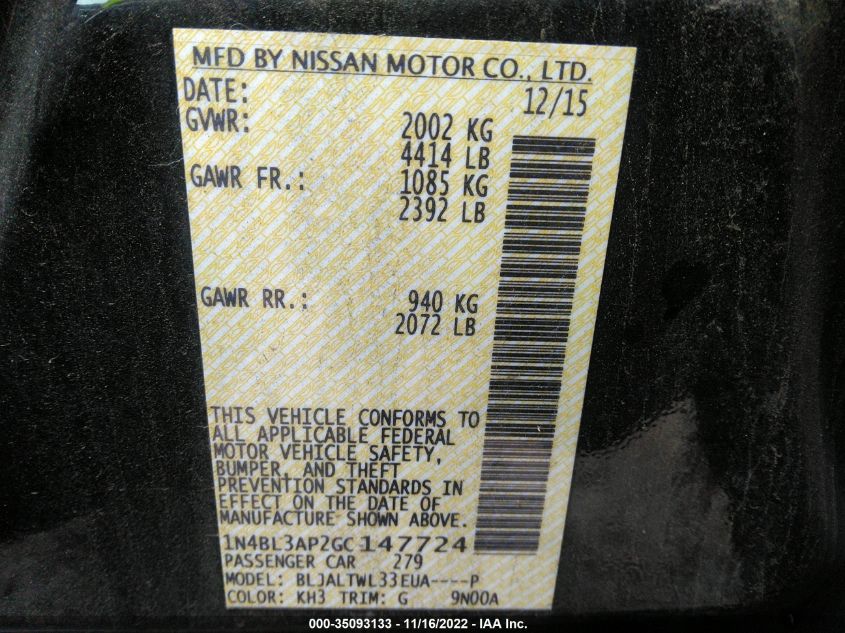 MFD BY NISSAN MOTOR CO., LTD.
DATE: 12/15
GVWR: 2002 KG
4414 LB
GAWR FR.: 1085 KG
2392 LB
GAWR RR.: 940 KG
2072 LB
THIS VEHICLE CONFORMS TO
ALL APPLICABLE FEDERAL
MOTOR VEHICLE SAFETY,
BUMPER, AND THEFT
PREVENTION STANDARDS IN
EFFECT ON THE DATE OF
MANUFACTURE SHOWN ABOVE.
1N4BL3AP2GC147724
PASSENGER CAR 279
MODEL: BLJALTWL33EUA----P
COLOR: KH3 TRIM: G 9N00A
000-35093133 - 11/16/2022 - IAA Inc.